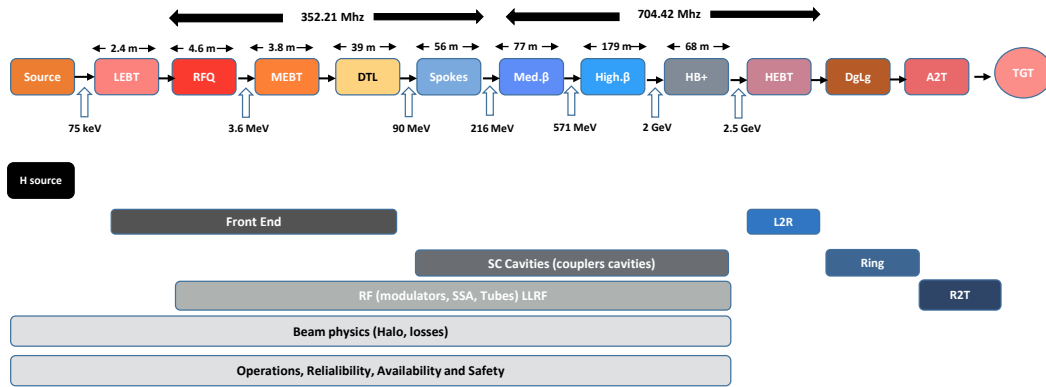 352.21 Mhz
704.42 Mhz
2.4 m
4.6 m
3.8 m
39 m
56 m
77 m
179 m
68 m
Source
LEBT
RFQ
MEBT
DTL
Spokes
Med.β
High.β
HB+
HEBT
DgLg
A2T
TGT
75 keV
3.6 MeV
90 MeV
216 MeV
571 MeV
2 GeV
2.5 GeV
H source
Front End
L2R
SC Cavities (couplers cavities)
Ring
RF (modulators, SSA, Tubes) LLRF
R2T
Beam physics (Halo, losses)
Operations, Relialibility, Availability and Safety